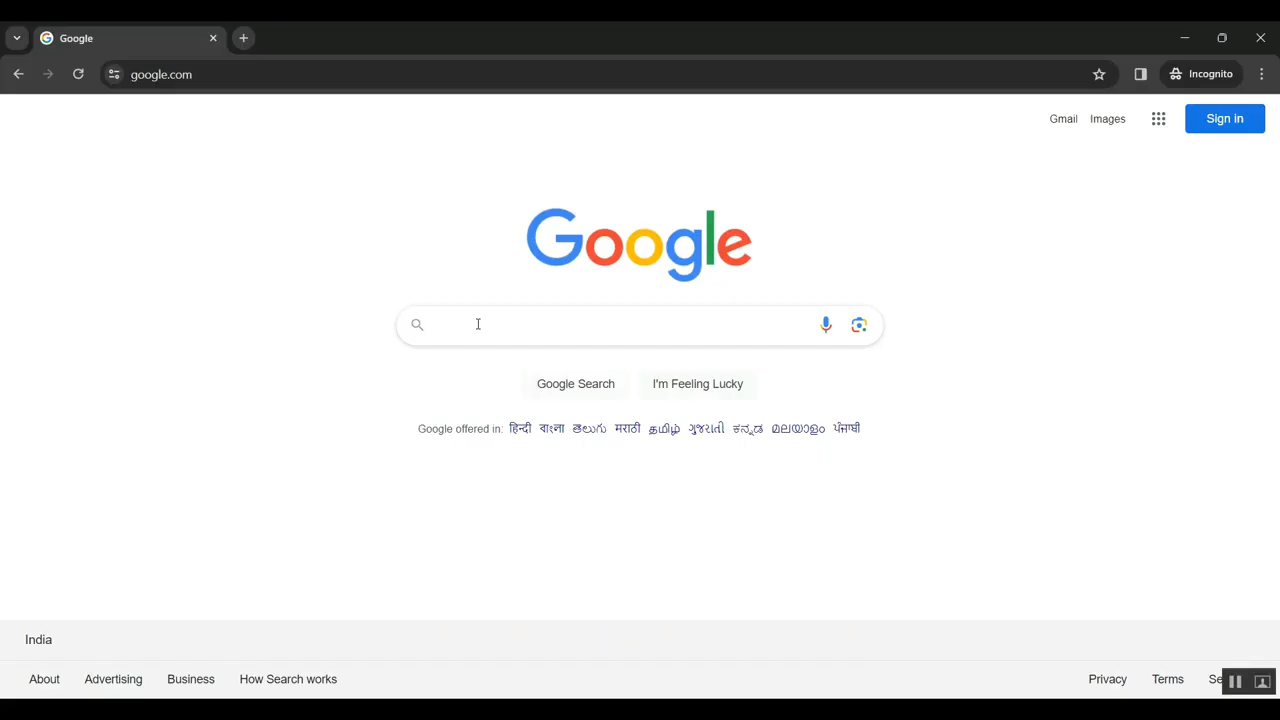 Google
google.com
Incognito
Gmail Images Sign in
Google
Google Search I'm Feeling Lucky
Google offered in: हिन्दी বাংলা తెలుగు मराठी தமிழ் ગુજરાતી ಕನ್ನಡ മലയാളം ਪੰਜਾਬੀ
India
About Advertising Business How Search works Privacy Terms Se